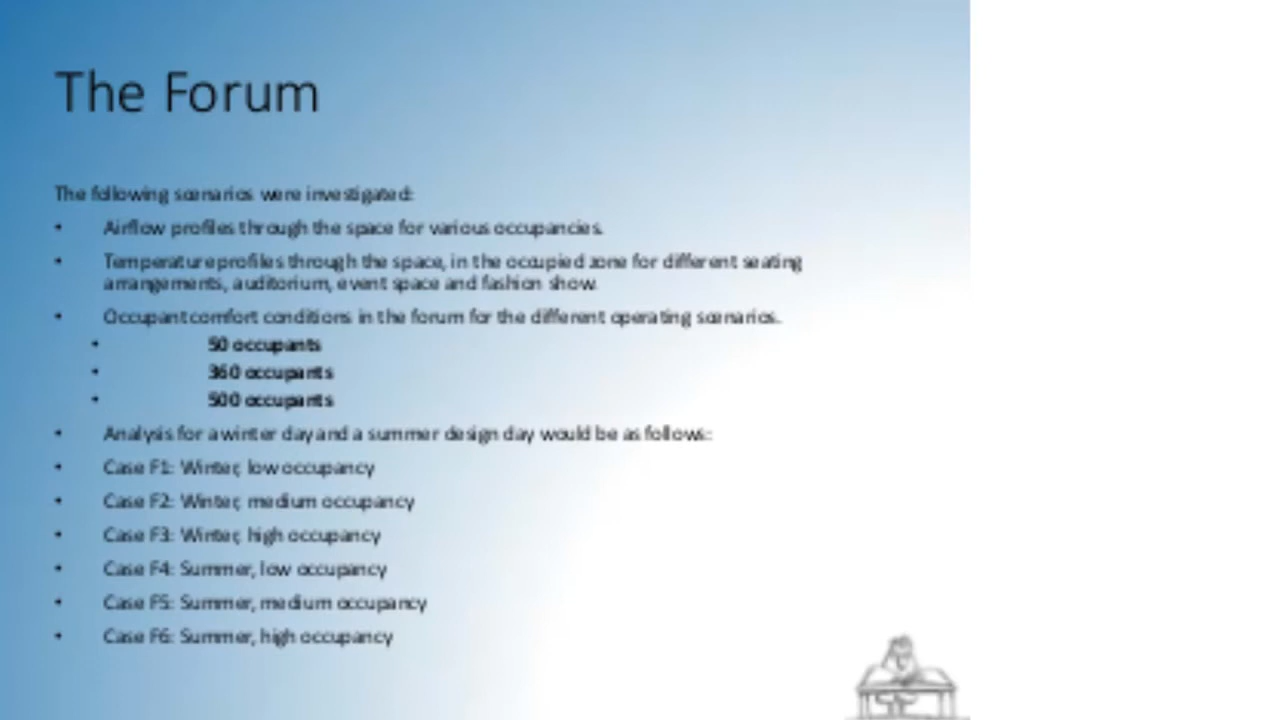 The Forum
The following scenarios were investigated:
• Airflow profiles through the space for various occupancies.
• Temperature profiles through the space, in the occupied zone for different seating
arrangements, auditorium, event space and fashion show.
• Occupant comfort conditions in the forum for the different operating scenarios.
• 50 occupants
• 360 occupants
• 500 occupants
• Analysis for a winter day and a summer design day would be as follows:
• Case F1: Winter, low occupancy
• Case F2: Winter, medium occupancy
• Case F3: Winter, high occupancy
• Case F4: Summer, low occupancy
• Case F5: Summer, medium occupancy
• Case F6: Summer, high occupancy